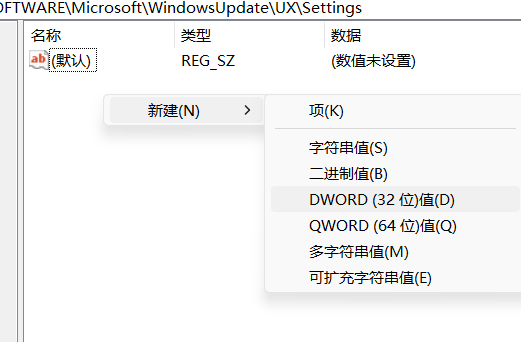 OFTWARE\Microsoft\WindowsUpdate\UX\Settings
名称 类型 数据
ab (默认) REG_SZ (数值未设置)
新建(N) 项(K)
字符串值(S)
二进制值(B)
DWORD (32 位)值(D)
QWORD (64 位)值(Q)
多字符串值(M)
可扩充字符串值(E)